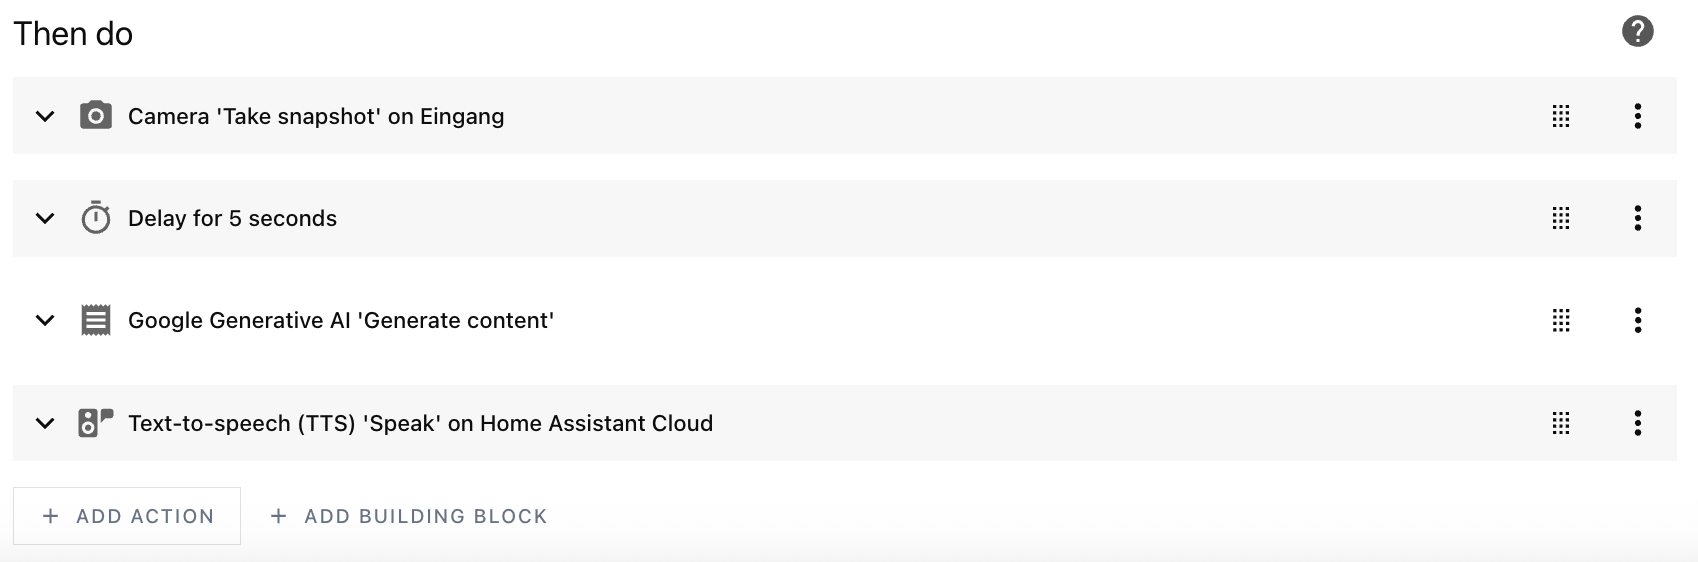 Then do
Camera 'Take snapshot' on Eingang
Delay for 5 seconds
Google Generative AI 'Generate content'
Text-to-speech (TTS) 'Speak' on Home Assistant Cloud
+ ADD ACTION + ADD BUILDING BLOCK